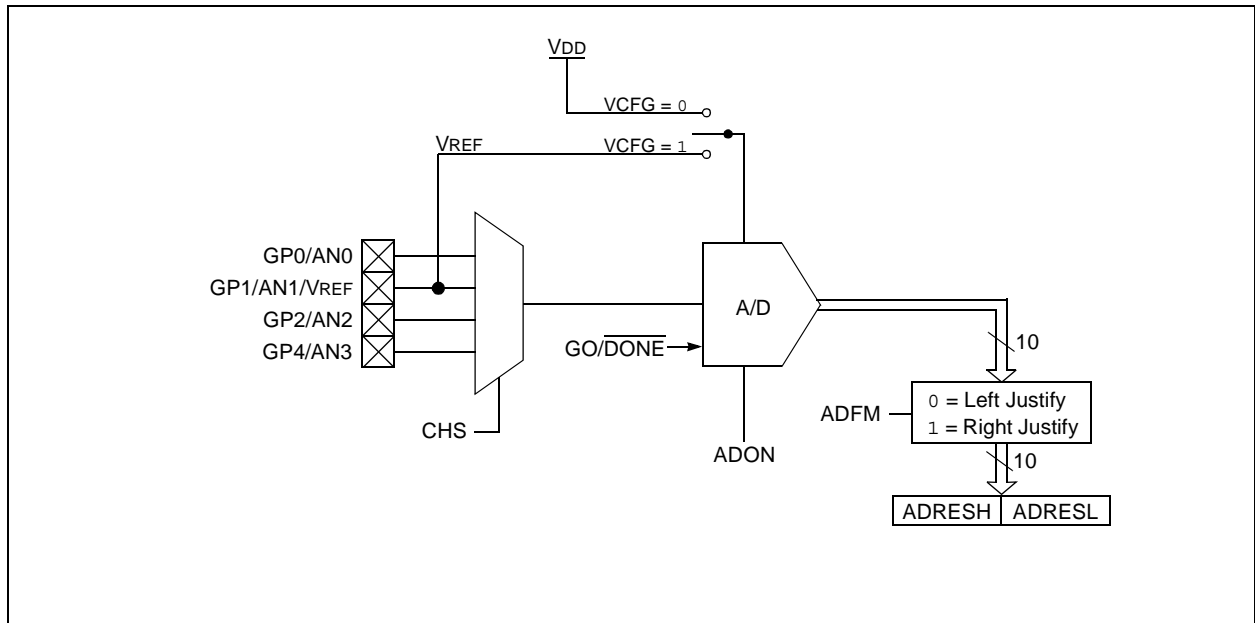 VDD
VCFG = 0
VREF
VCFG = 1
GP0/AN0
GP1/AN1/VREF
GP2/AN2
GP4/AN3
A/D
GO/DONE
10
CHS
ADON
ADFM
0 = Left Justify
1 = Right Justify
10
ADRESH ADRESL